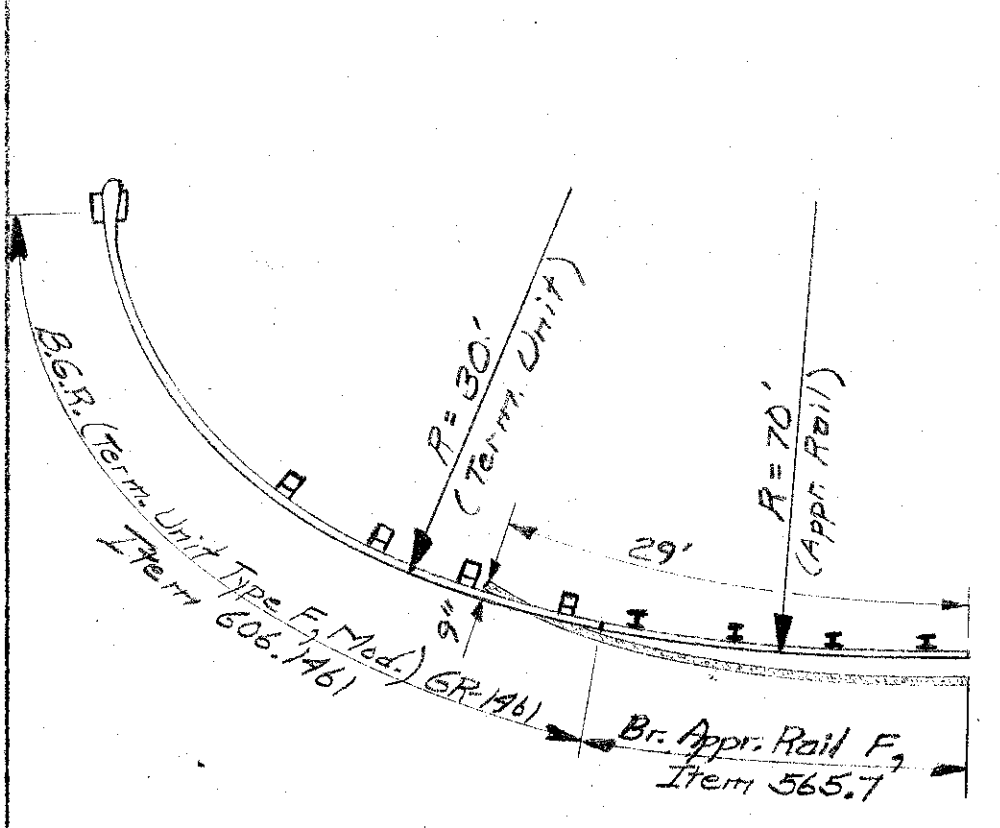 R = 30'
(Term. Unit)
R = 70'
(Appr. Rail)
29'
9"
B.G.R. (Term. Unit Type F, Mod.) GR-1461
Item 606.1461
Br. Appr. Rail F,
Item 565.7